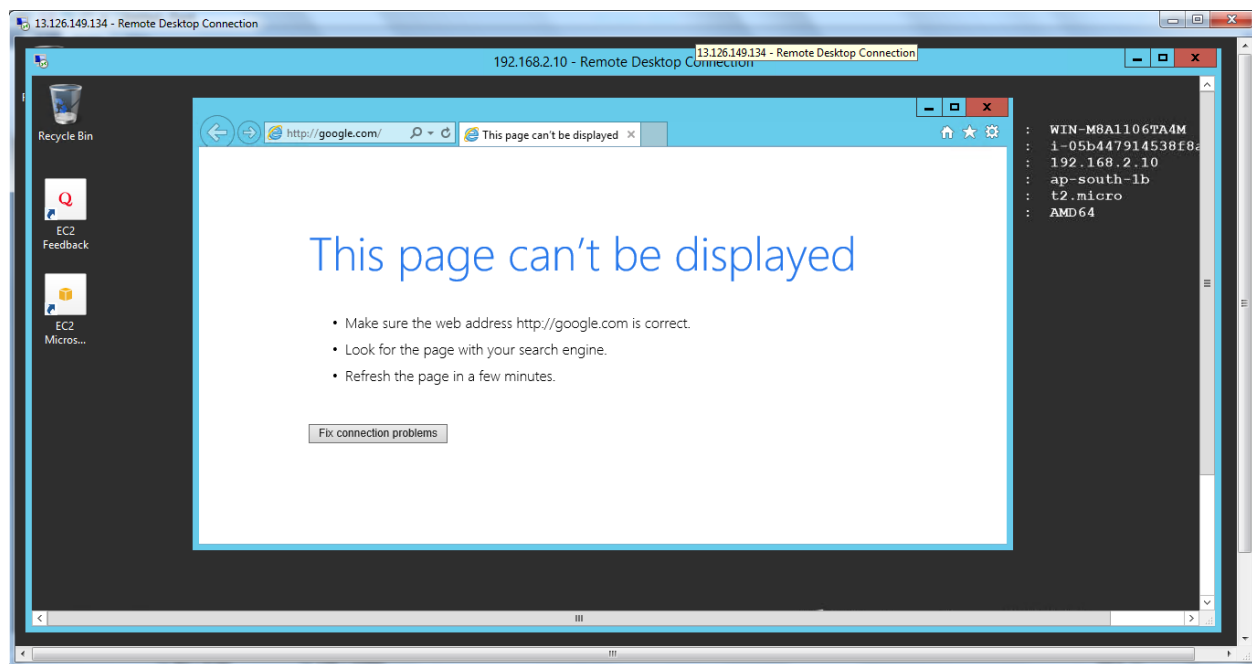 13.126.149.134 - Remote Desktop Connection
13.126.149.134 - Remote Desktop Connection
192.168.2.10 - Remote Desktop Connection
Recycle Bin
http://google.com/
This page can't be displayed
: WIN-M8A1106TA4M
: i-05b447914538f8a
: 192.168.2.10
: ap-south-1b
: t2.micro
: AMD64
EC2
Feedback
EC2
Micros...
This page can't be displayed
• Make sure the web address http://google.com is correct.
• Look for the page with your search engine.
• Refresh the page in a few minutes.
Fix connection problems